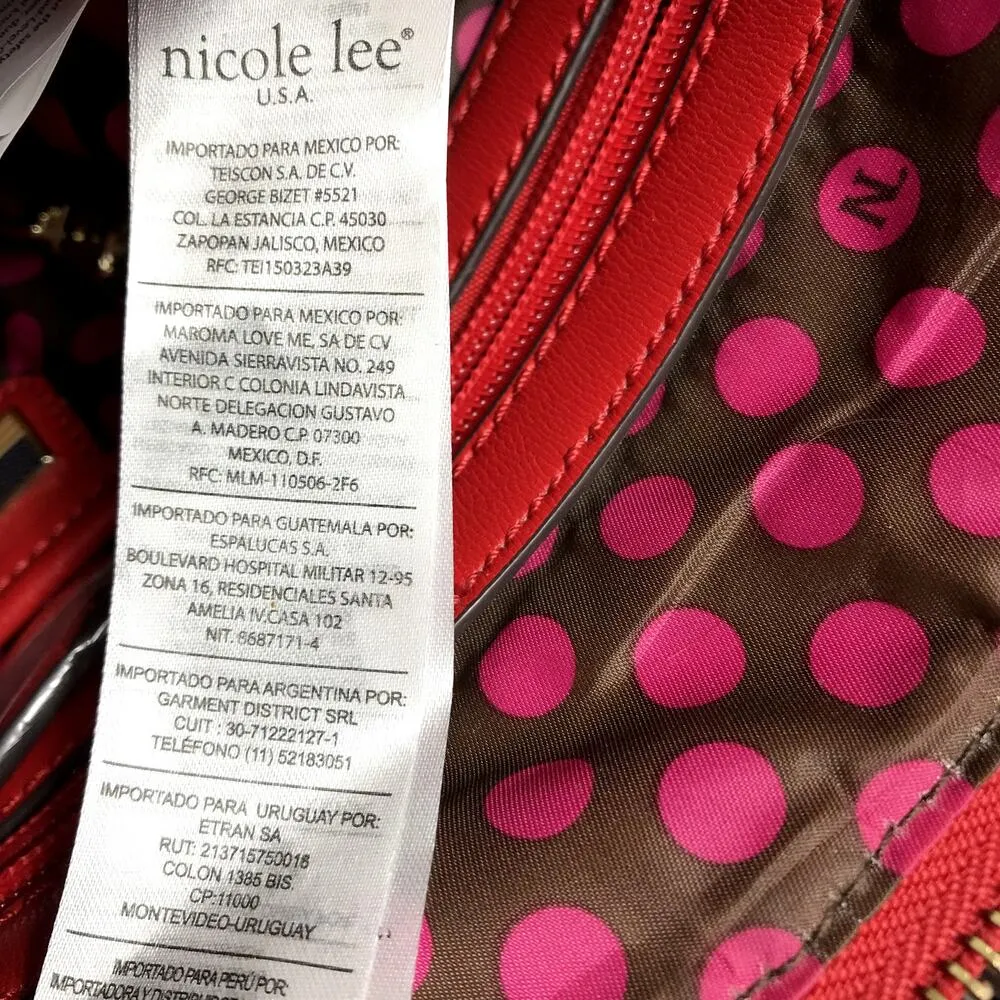 nicole lee®
U.S.A.
IMPORTADO PARA MEXICO POR:
TEISCON S.A. DE C.V.
GEORGE BIZET #5521
COL. LA ESTANCIA C.P. 45030
ZAPOPAN JALISCO, MEXICO
RFC: TEI150323A39
IMPORTADO PARA MEXICO POR:
MAROMA LOVE ME, SA DE CV
AVENIDA SIERRAVISTA NO. 249
INTERIOR C COLONIA LINDAVISTA
NORTE DELEGACION GUSTAVO
A. MADERO C.P. 07300
MEXICO, D.F.
RFC: MLM-110506-2F6
IMPORTADO PARA GUATEMALA POR:
ESPALUCAS S.A.
BOULEVARD HOSPITAL MILITAR 12-95
ZONA 16, RESIDENCIALES SANTA
AMELIA IV.CASA 102
NIT. 6687171-4
IMPORTADO PARA ARGENTINA POR:
GARMENT DISTRICT SRL
CUIT : 30-71222127-1
TELÉFONO (11) 52183051
IMPORTADO PARA URUGUAY POR:
ETRAN SA
RUT: 213715750018
COLON 1385 BIS.
CP:11000
MONTEVIDEO-URUGUAY
IMPORTADO PARA PERÚ POR:
IMPORTADORA Y
NL